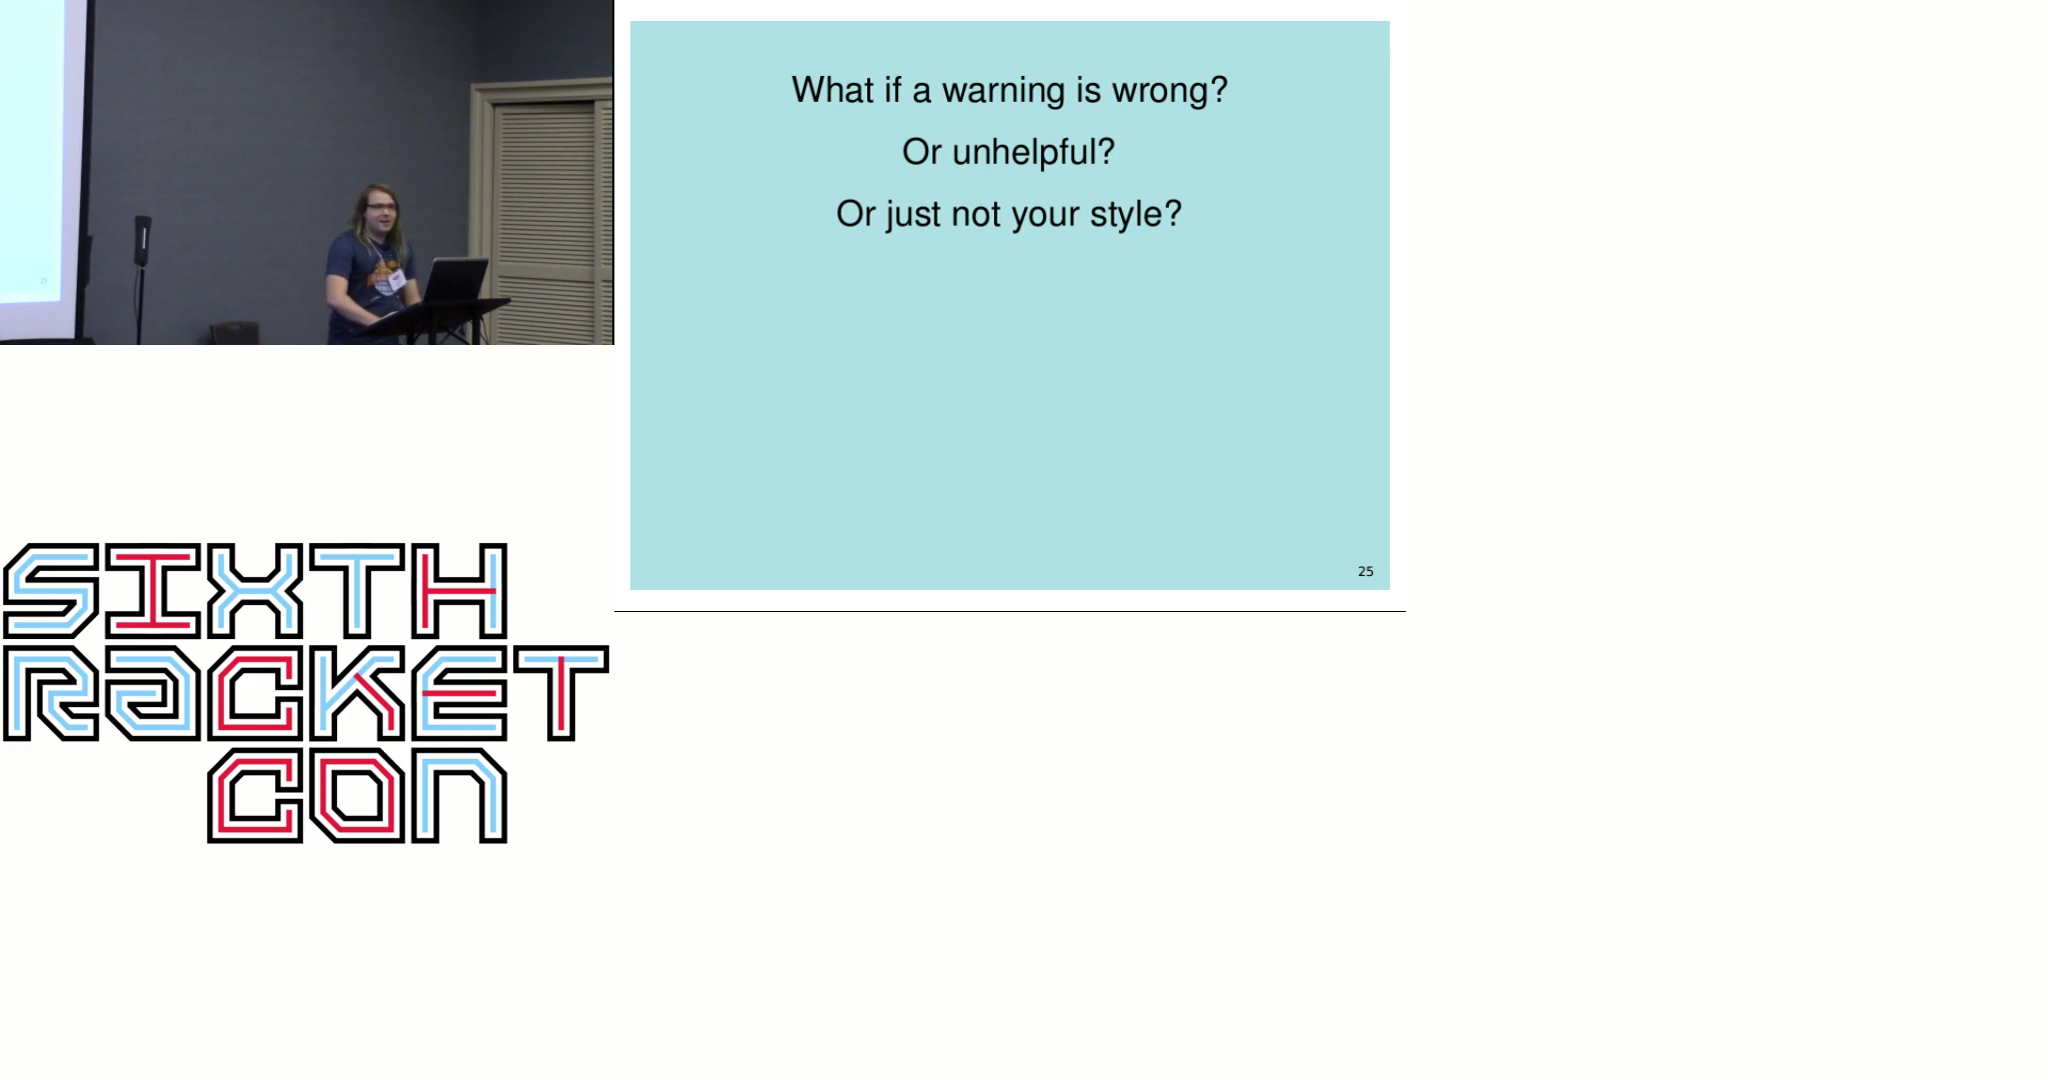 What if a warning is wrong?
Or unhelpful?
Or just not your style?
25
SIXTH
RACKET
CON